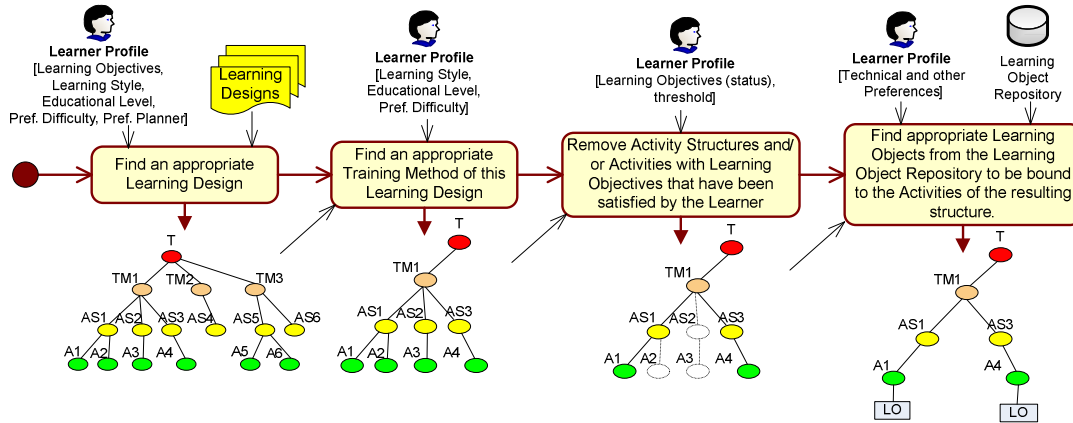 Learner Profile
[Learning Objectives,
Learning Style,
Educational Level,
Pref. Difficulty, Pref. Planner]
Learning
Designs
Find an appropriate
Learning Design
T
TM1
TM2
TM3
AS1
AS2
AS3
AS4
AS5
AS6
A1
A2
A3
A4
A5
A6
Learner Profile
[Learning Style,
Educational Level,
Pref. Difficulty]
Find an appropriate
Training Method of this
Learning Design
T
TM1
AS1
AS2
AS3
A1
A2
A3
A4
Learner Profile
[Learning Objectives (status),
threshold]
Remove Activity Structures and/
or Activities with Learning
Objectives that have been
satisfied by the Learner
T
TM1
AS1
AS2
AS3
A1
A2
A3
A4
Learner Profile
[Technical and other
Preferences]
Learning
Object
Repository
Find appropriate Learning
Objects from the Learning
Object Repository to be bound
to the Activities of the resulting
structure.
T
TM1
AS1
AS3
A1
A4
LO
LO